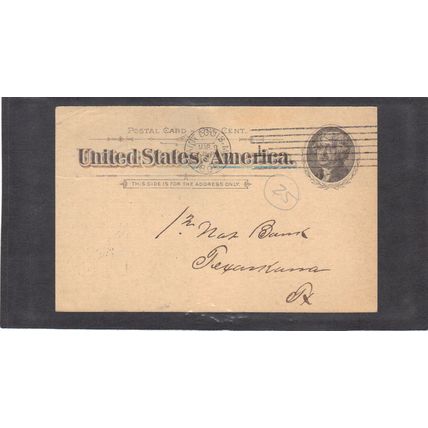 POSTAL CARD ONE CENT.
United States America.
THIS SIDE IS FOR THE ADDRESS ONLY.
25
1st Nat Bank
Texarkana
Tx